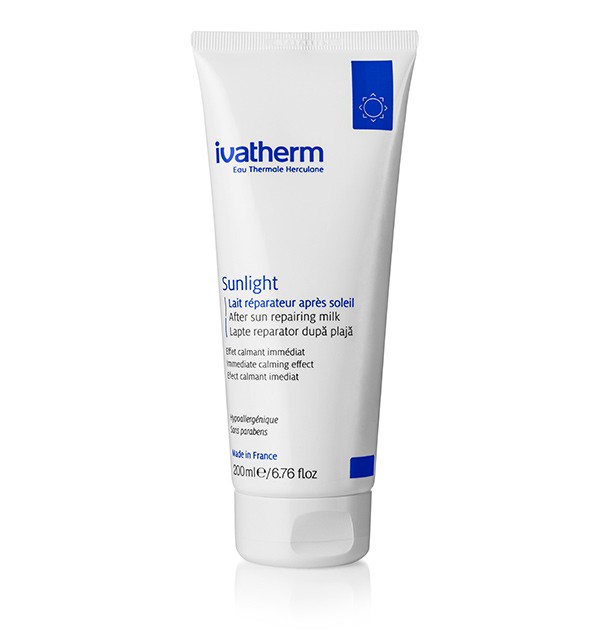 ivatherm
Eau Thermale Herculane
Sunlight
Lait réparateur après soleil
After sun repairing milk
Lapte reparator după plajă
Effet calmant immédiat
Immediate calming effect
Efect calmant imediat
Hypoallergénique
Sans parabens
Made in France
200ml℮/6.76 floz